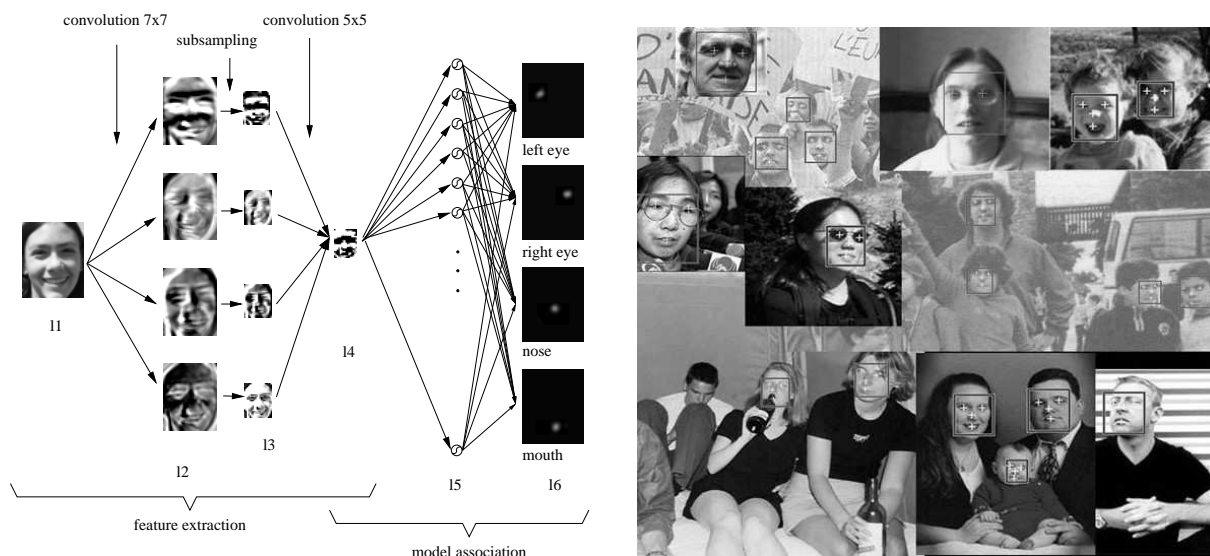 convolution 7x7
convolution 5x5
subsampling
left eye
right eye
nose
mouth
l1
l2
l3
l4
l5
l6
feature extraction
model association
D'E
L'EUR